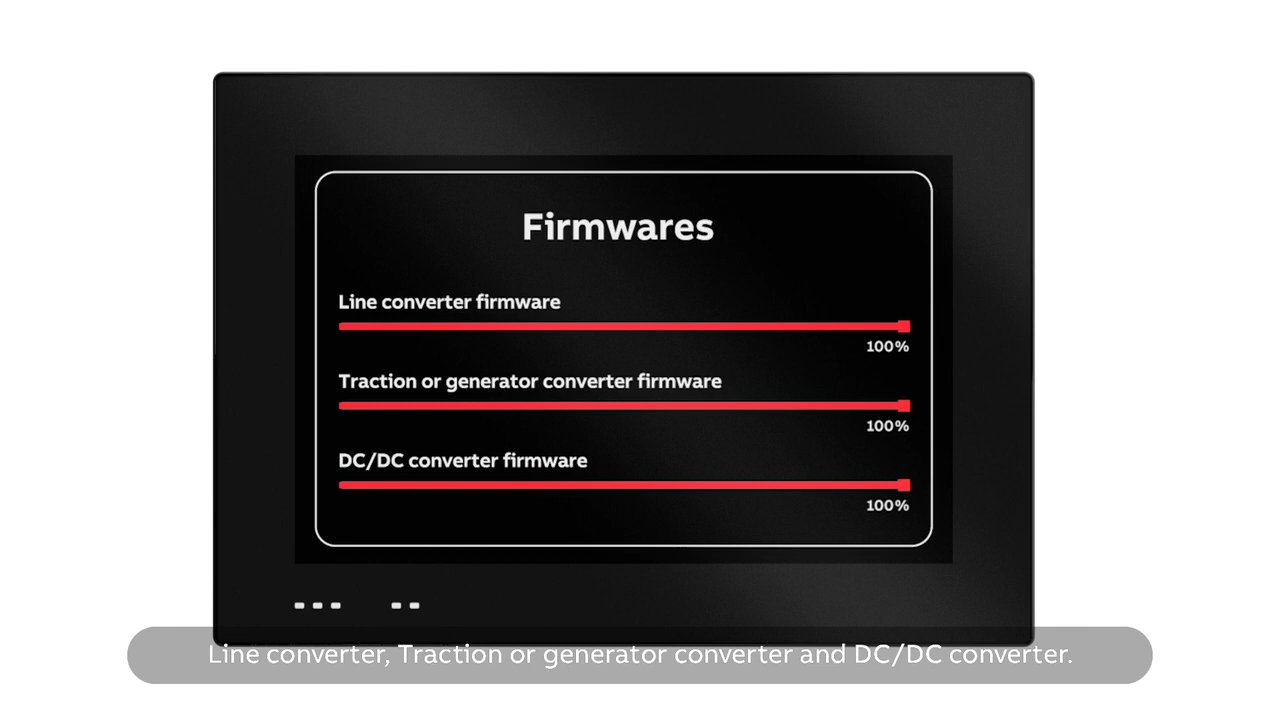 Firmwares
Line converter firmware
100%
Traction or generator converter firmware
100%
DC/DC converter firmware
100%
Line converter, Traction or generator converter and DC/DC converter.